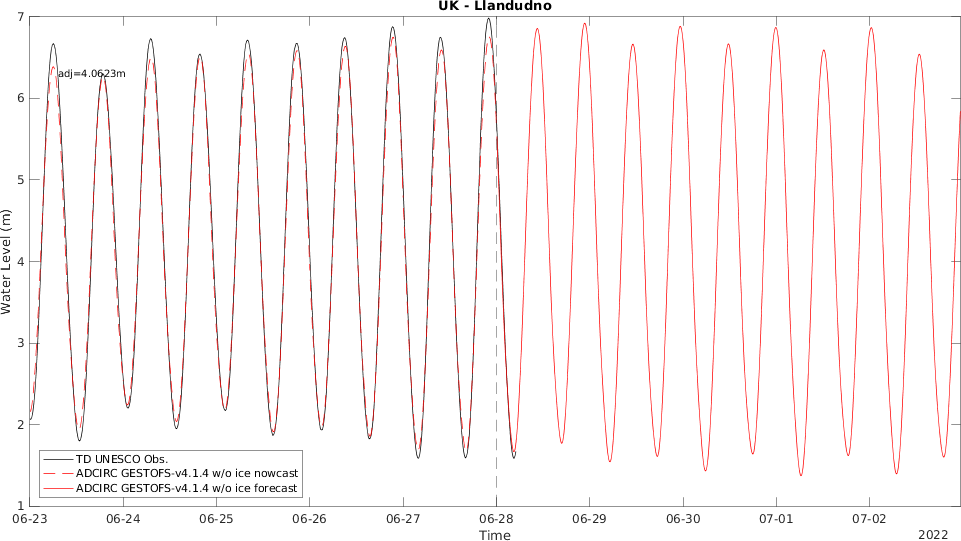 UK - Llandudno
7
adj=4.0623m
6
5
4
3
2
1
Water Level (m)
TD UNESCO Obs.
ADCIRC GESTOFS-v4.1.4 w/o ice nowcast
ADCIRC GESTOFS-v4.1.4 w/o ice forecast
06-23 06-24 06-25 06-26 06-27 06-28 06-29 06-30 07-01 07-02
Time
2022